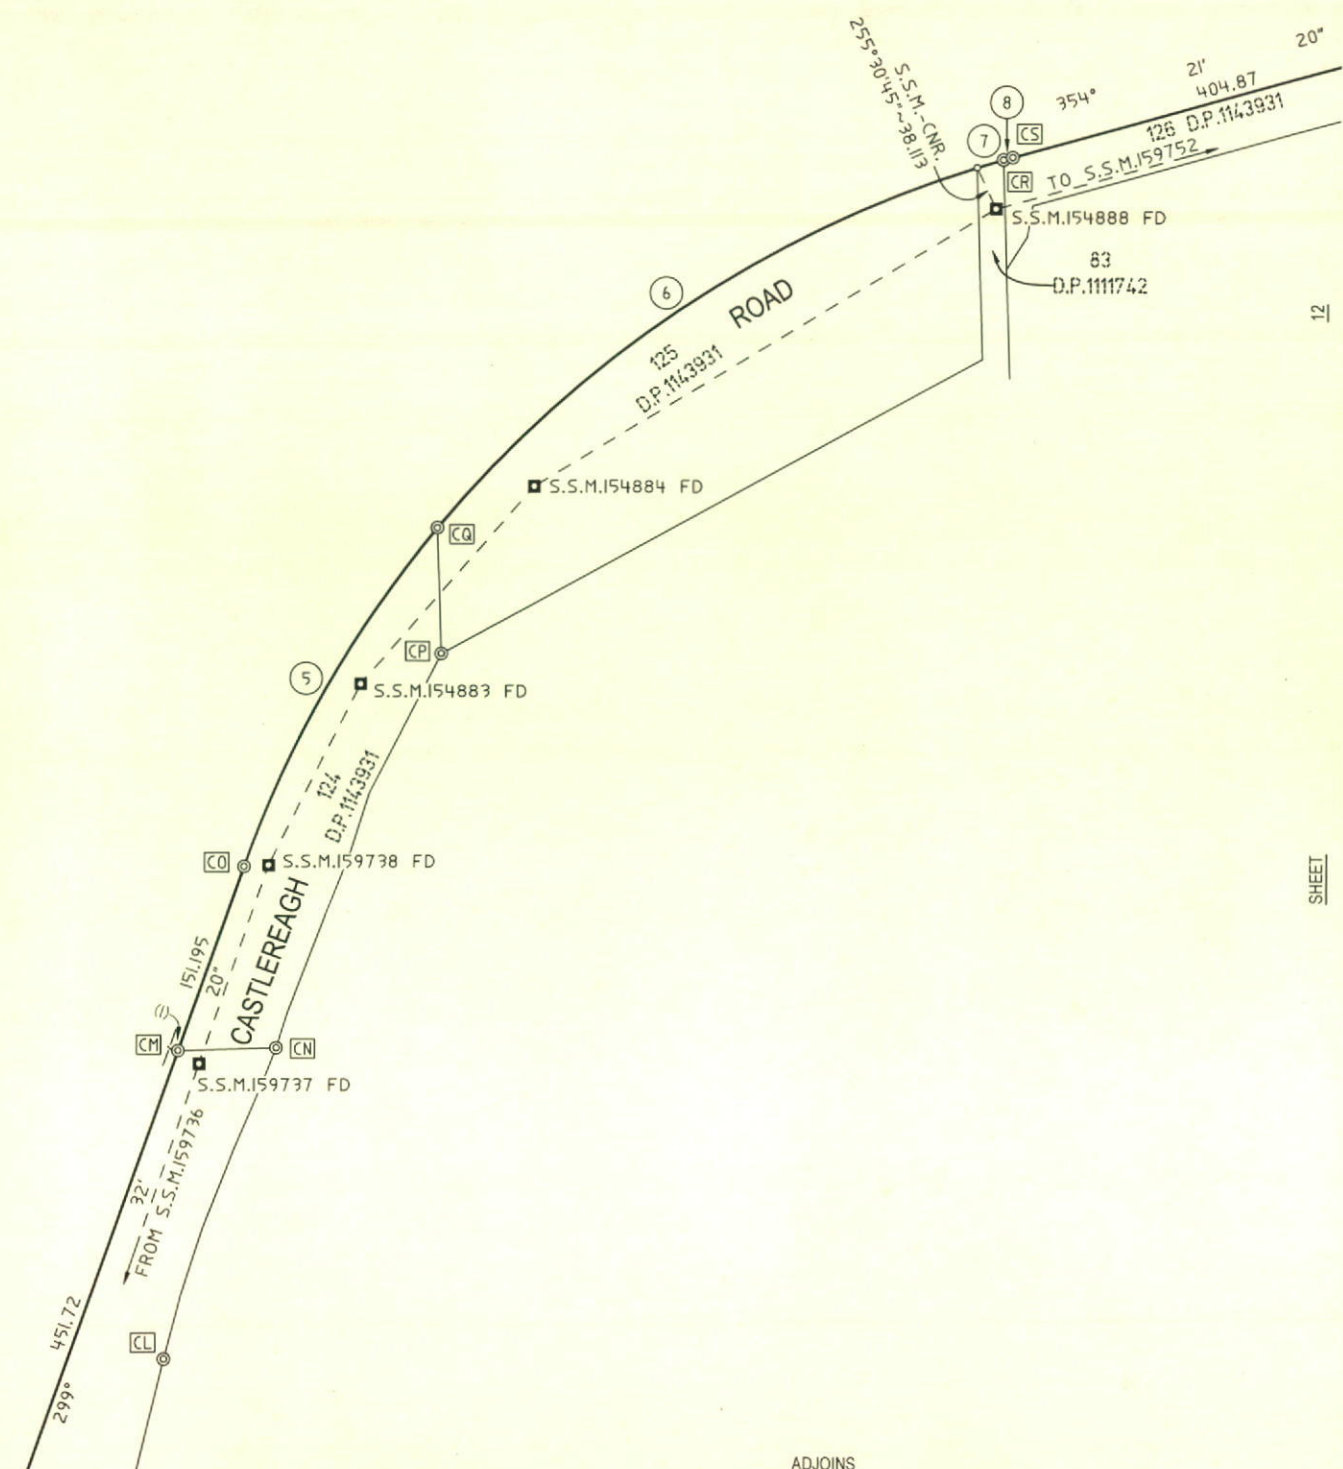 20"
21'
404.87
354°
8
CS
126 D.P.1143931
7
S.S.M.-CNR.
255°30'45"~38.113
CR
TO S.S.M.159752
S.S.M.154888 FD
83
D.P.1111742
12
6
ROAD
125
D.P.1143931
S.S.M.154884 FD
CQ
CP
5
S.S.M.154883 FD
124
D.P.1143931
CO
S.S.M.159738 FD
SHEET
CASTLEREAGH
151.195
20"
CM
CN
S.S.M.159737 FD
FROM S.S.M.159736
32'
451.72
CL
299°
ADJOINS